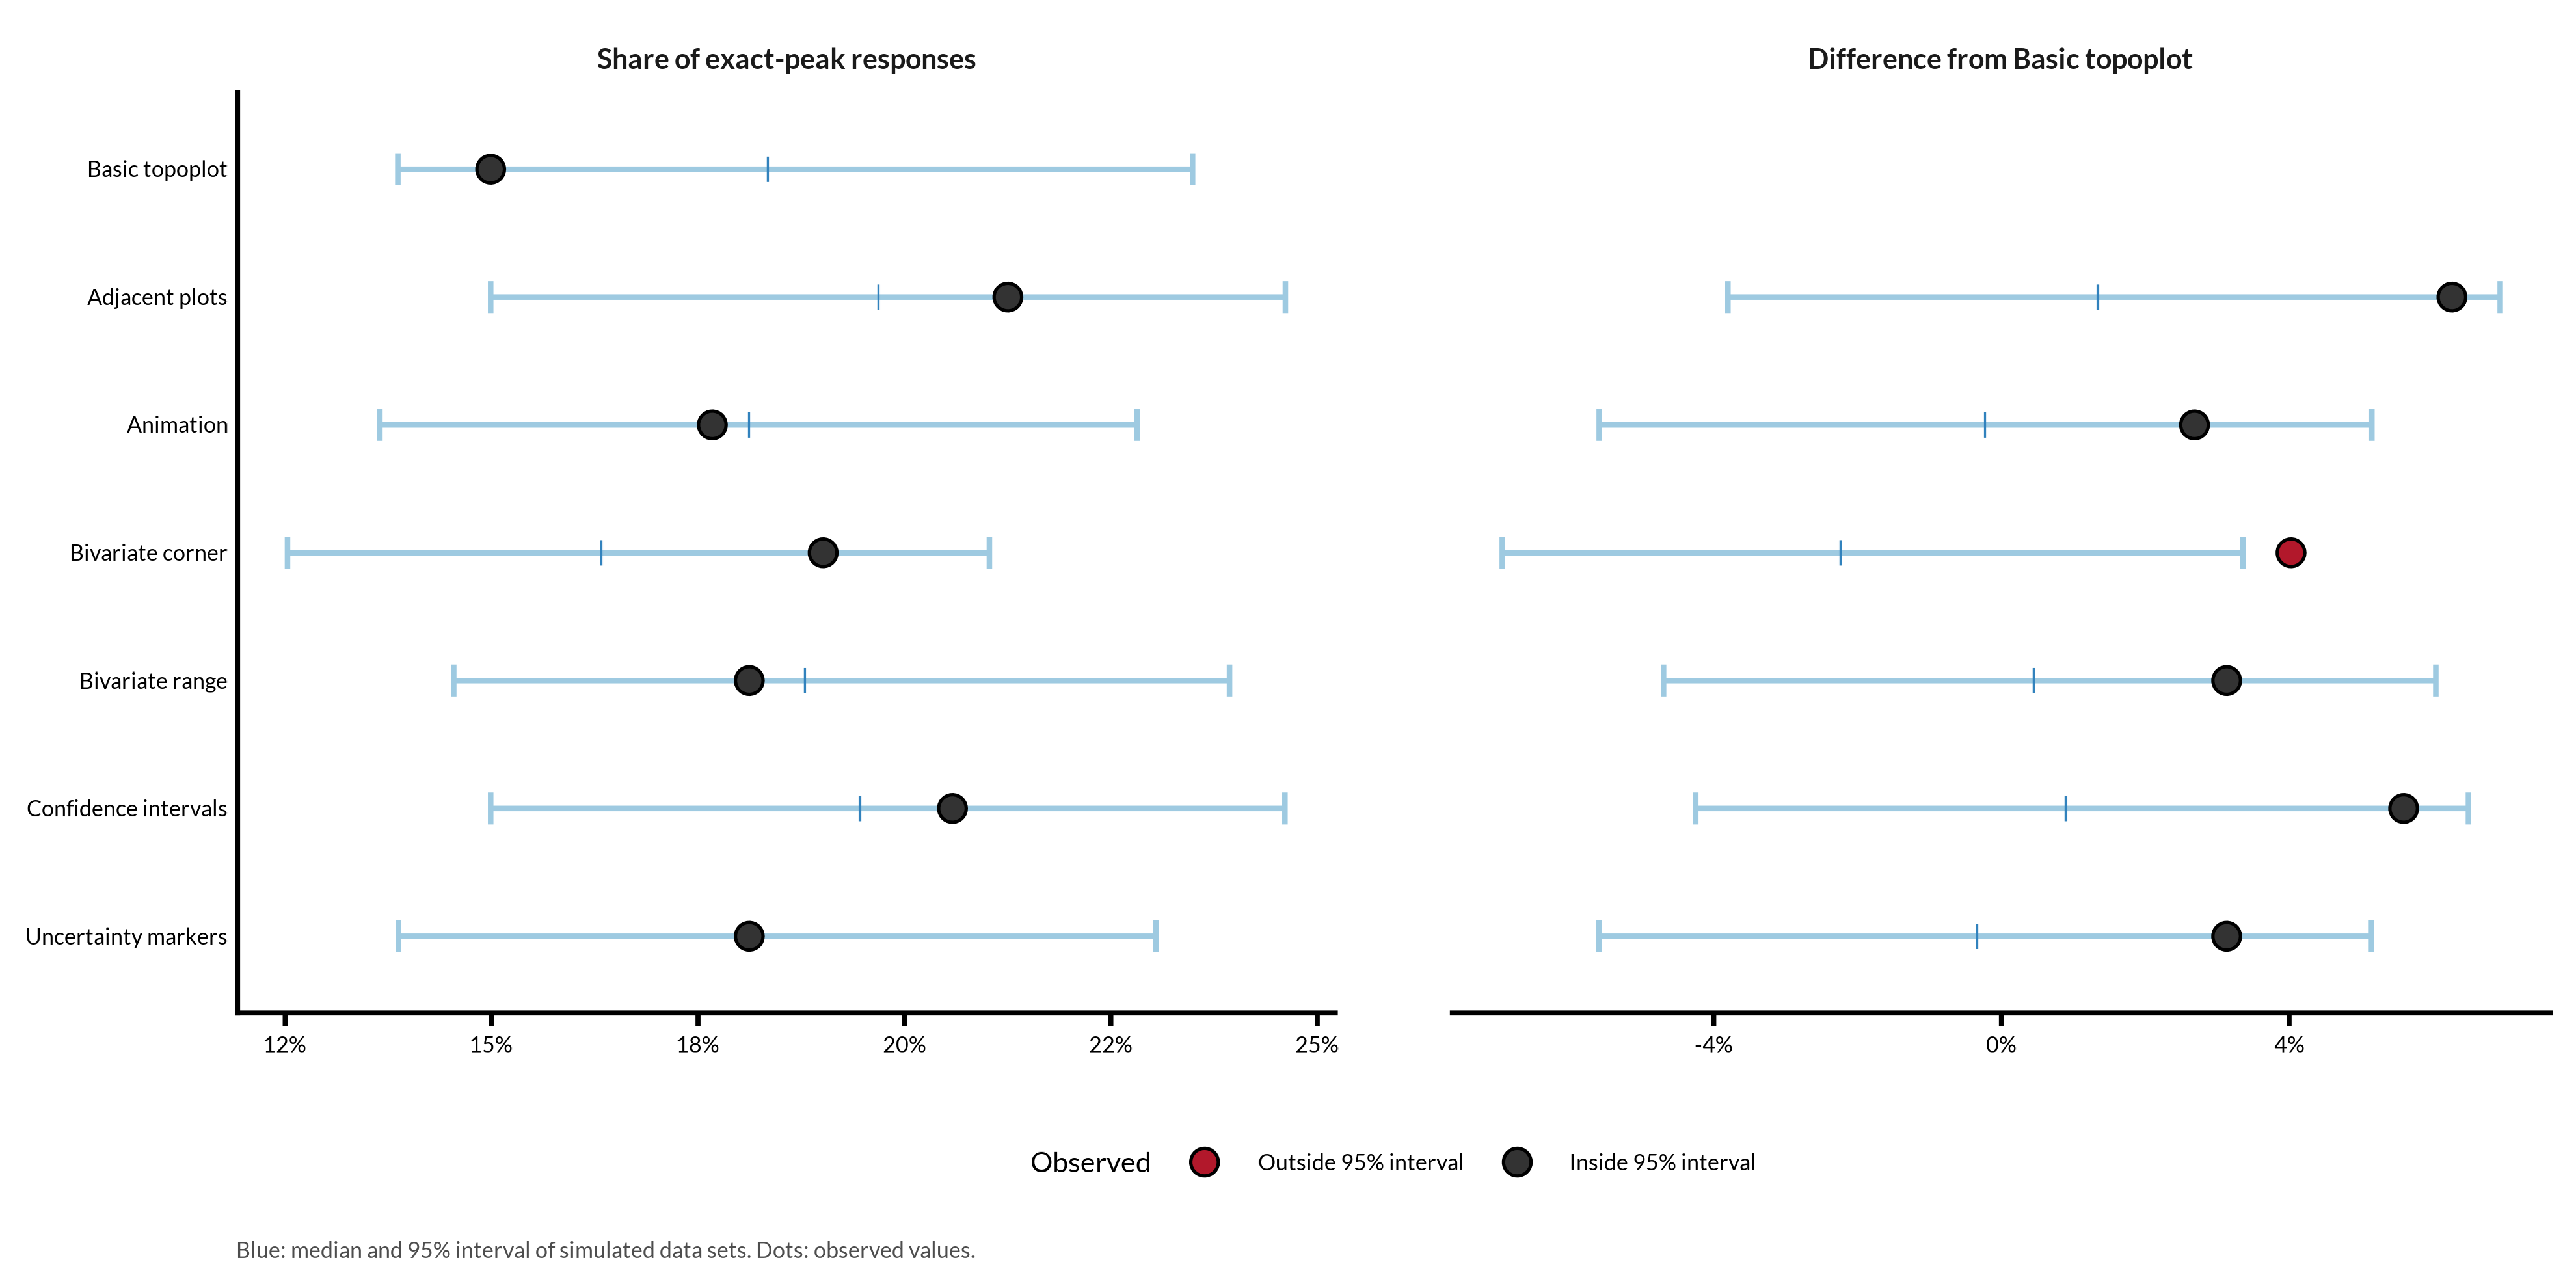 Share of exact-peak responses
Difference from Basic topoplot
Basic topoplot
Adjacent plots
Animation
Bivariate corner
Bivariate range
Confidence intervals
Uncertainty markers
12% 15% 18% 20% 22% 25%
-4% 0% 4%
Observed Outside 95% interval Inside 95% interval
Blue: median and 95% interval of simulated data sets. Dots: observed values.